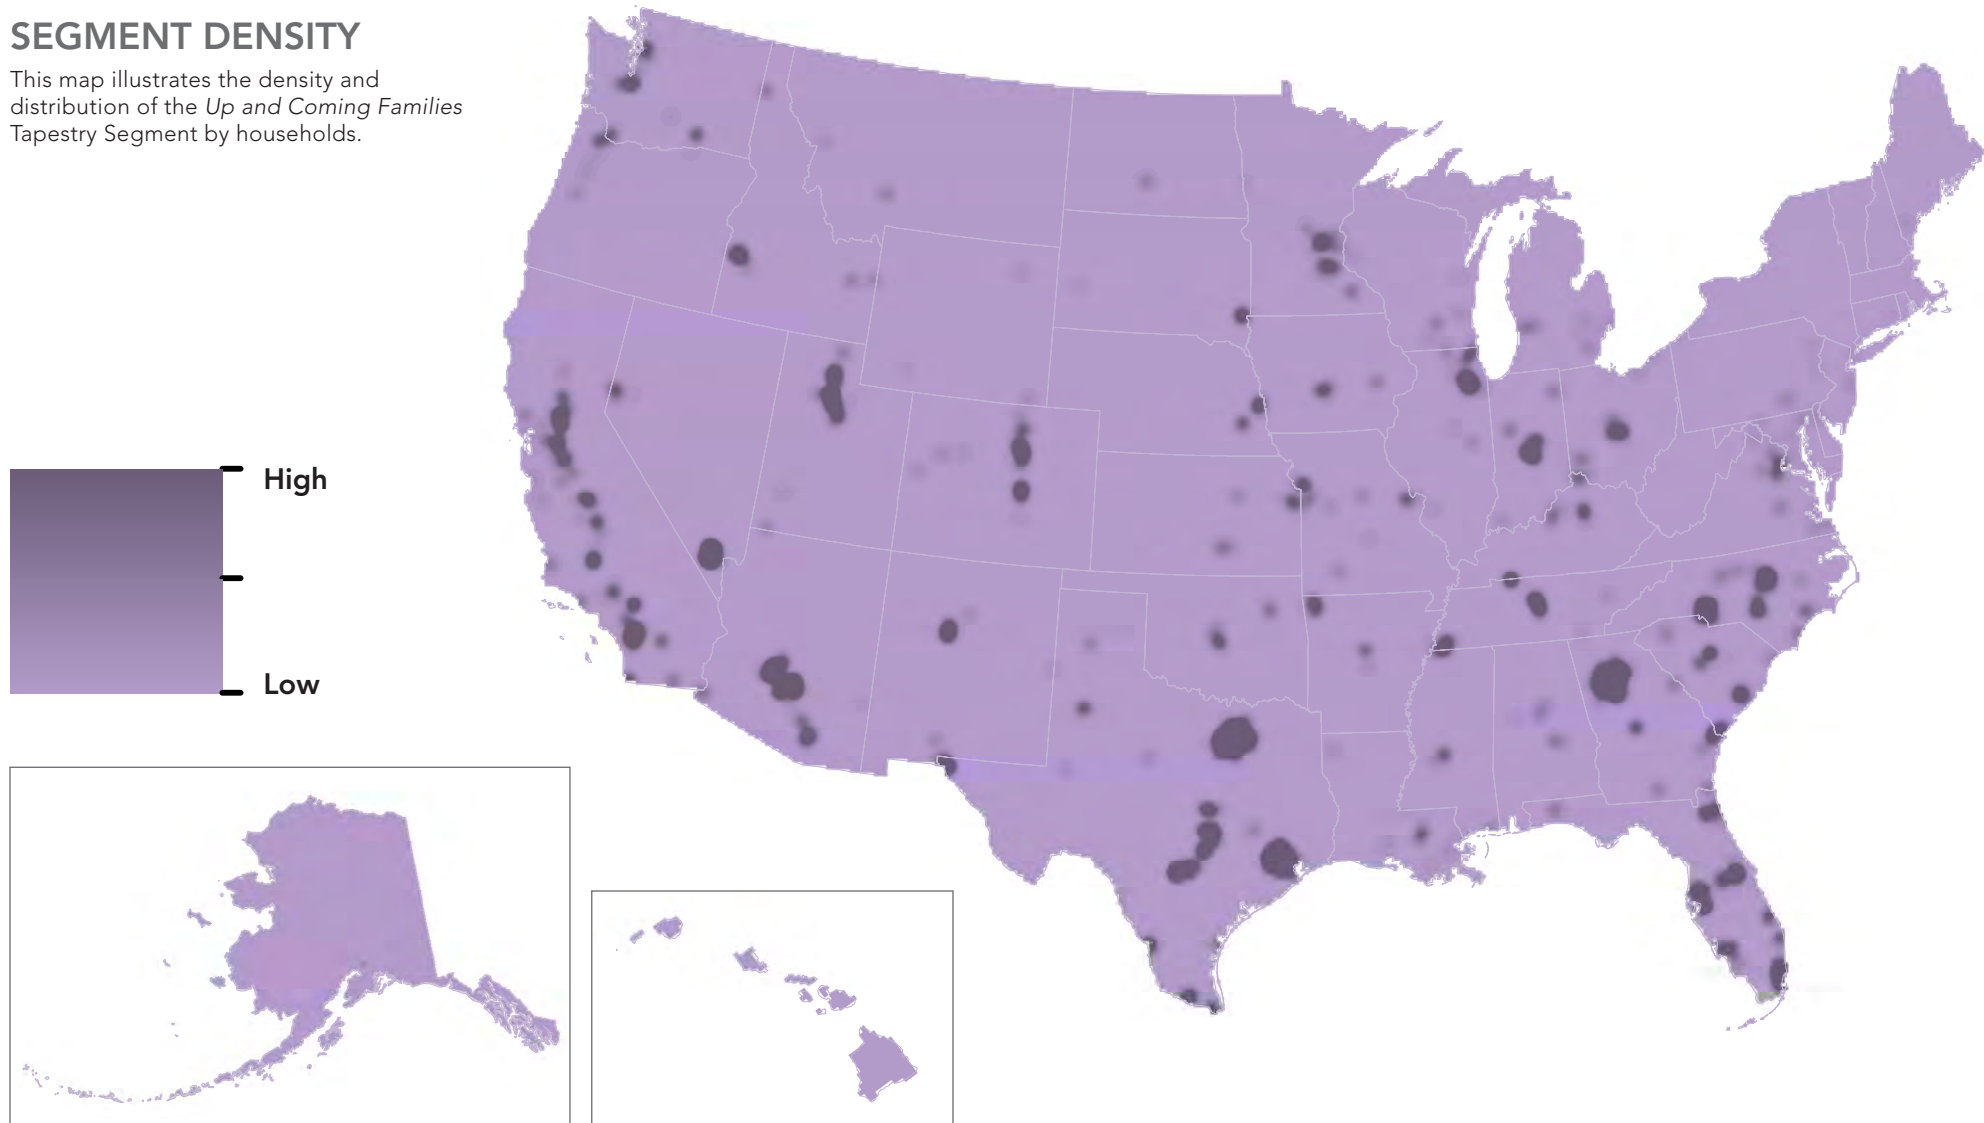 SEGMENT DENSITY
This map illustrates the density and
distribution of the Up and Coming Families
Tapestry Segment by households.
High
Low